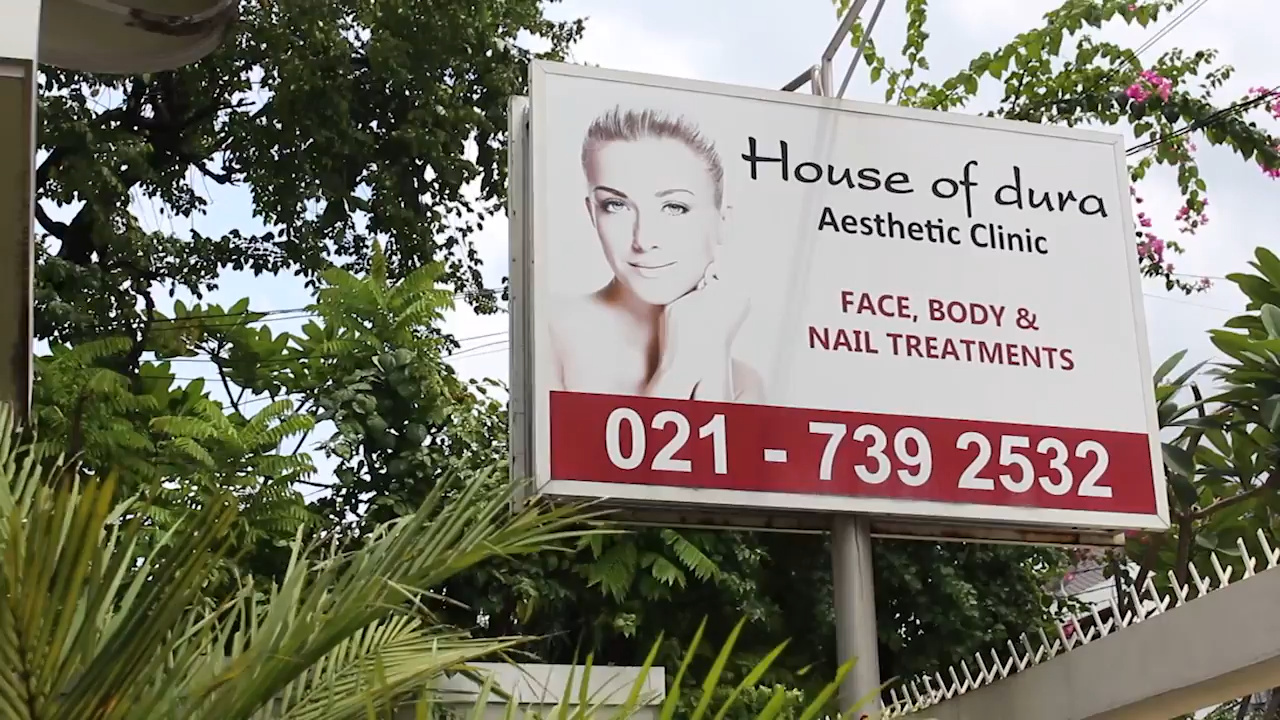 House of dura
Aesthetic Clinic
FACE, BODY &
NAIL TREATMENTS
021 - 739 2532